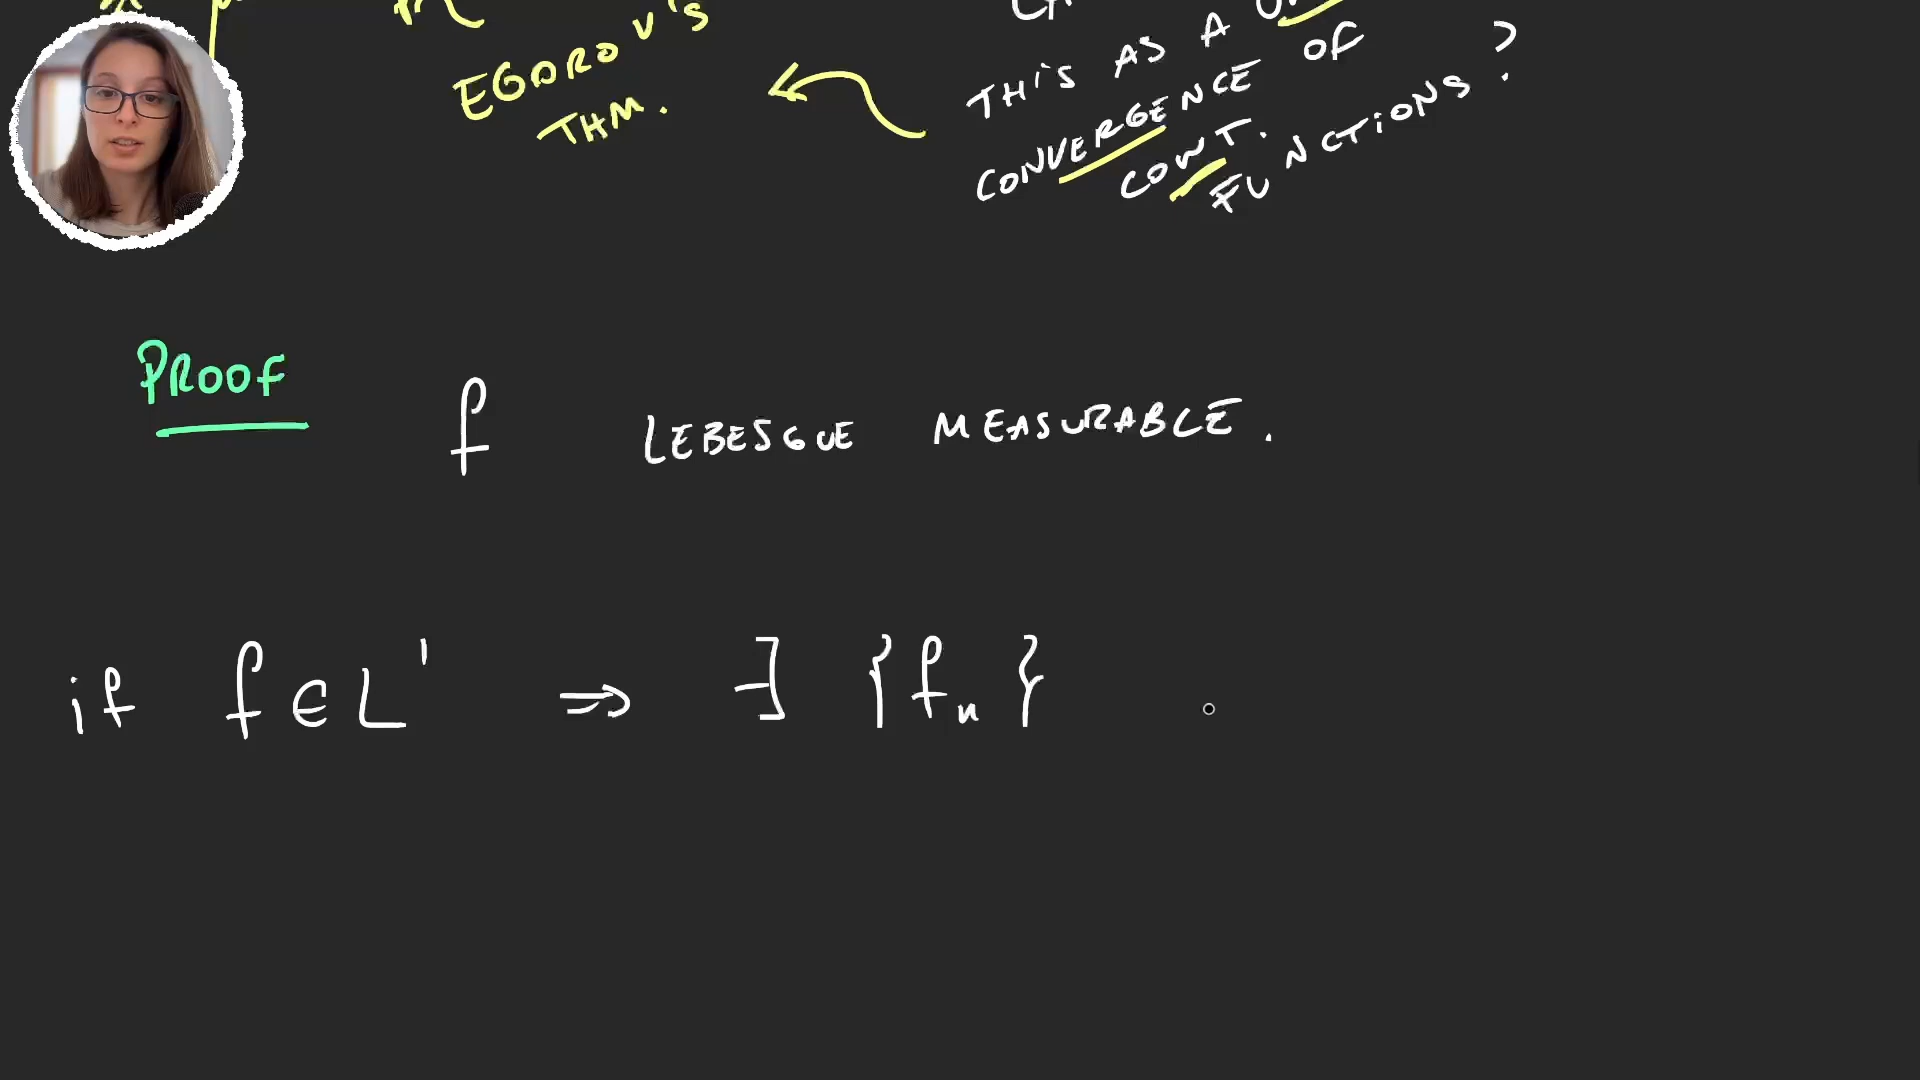 EGOROV'S
THM.
THIS AS A
CONVERGENCE OF
CONT.
FUNCTIONS?
PROOF
f LEBESGUE MEASURABLE.
if f ∈ L¹ ⇒ ∃ {fₙ}